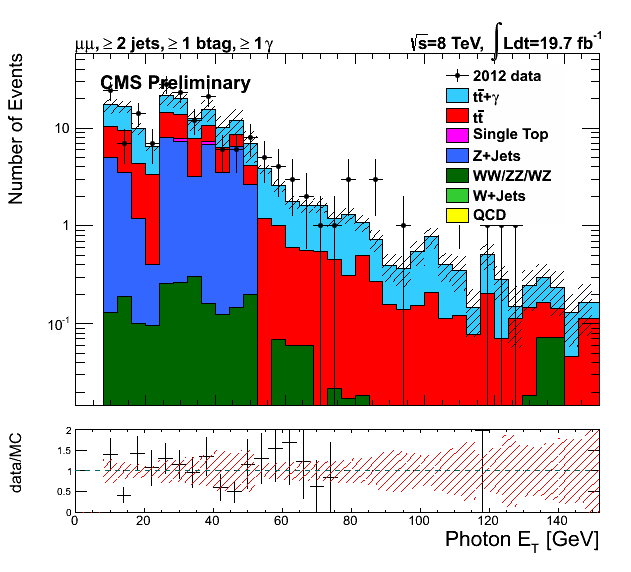 μμ, ≥ 2 jets, ≥ 1 btag, ≥ 1 γ
√s=8 TeV, ∫Ldt=19.7 fb⁻¹
CMS Preliminary
2012 data
tt̄+γ
tt̄
Single Top
Z+Jets
WW/ZZ/WZ
W+Jets
QCD
Number of Events
10
1
10⁻¹
data/MC
2
1.5
1
0.5
0
0 20 40 60 80 100 120 140
Photon E_T [GeV]